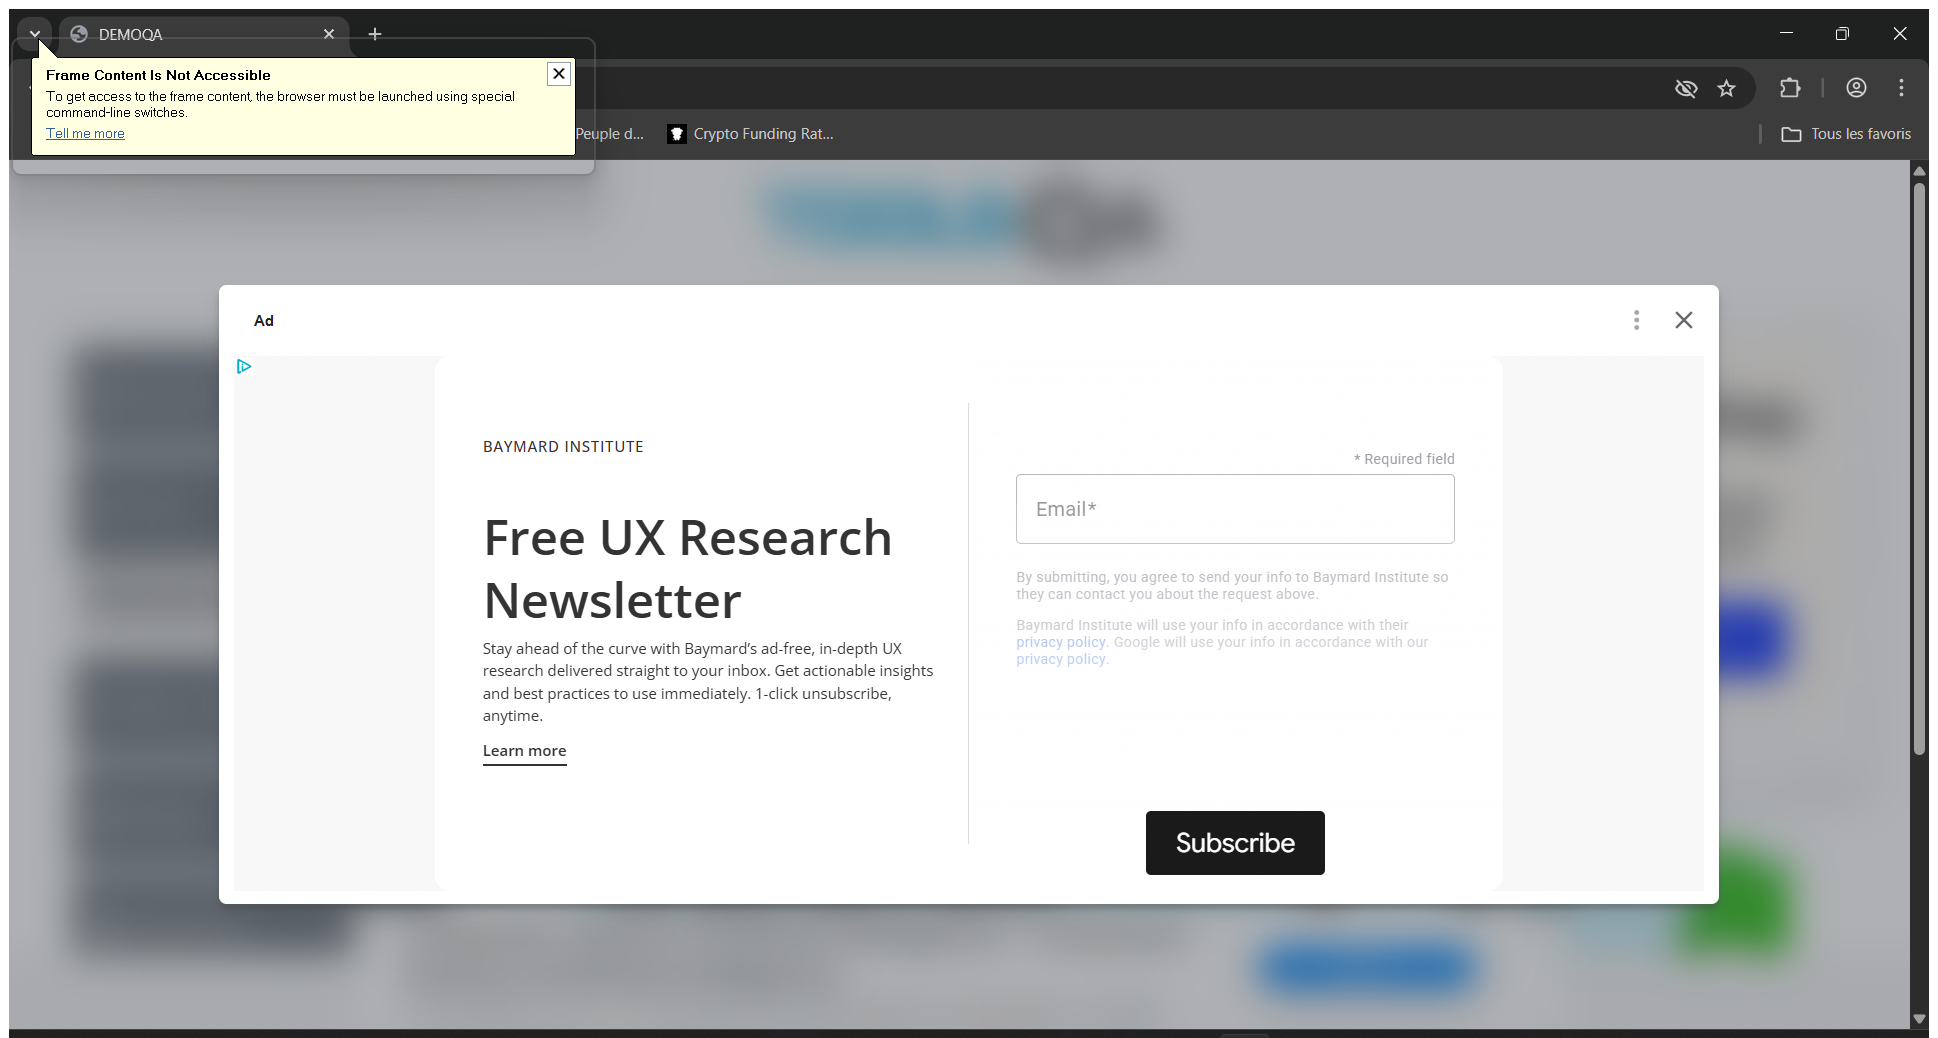 DEMOQA
Frame Content Is Not Accessible
To get access to the frame content, the browser must be launched using special
command-line switches.
Tell me more
Peuple d...
Crypto Funding Rat...
Tous les favoris
Ad
BAYMARD INSTITUTE
Free UX Research
Newsletter
Stay ahead of the curve with Baymard’s ad-free, in-depth UX
research delivered straight to your inbox. Get actionable insights
and best practices to use immediately. 1-click unsubscribe,
anytime.
Learn more
* Required field
Email*
By submitting, you agree to send your info to Baymard Institute so
they can contact you about the request above.
Baymard Institute will use your info in accordance with their
privacy policy. Google will use your info in accordance with our
privacy policy.
Subscribe